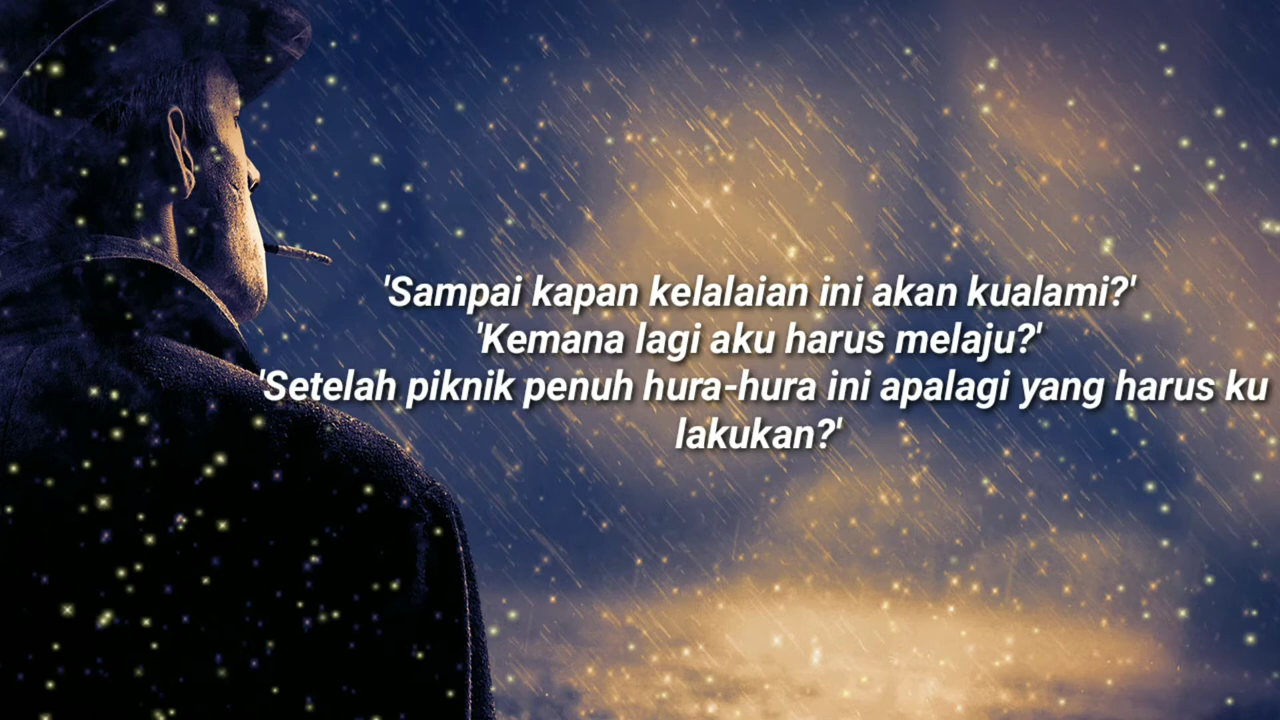 'Sampai kapan kelalaian ini akan kualami?'
'Kemana lagi aku harus melaju?'
'Setelah piknik penuh hura-hura ini apalagi yang harus ku
lakukan?'